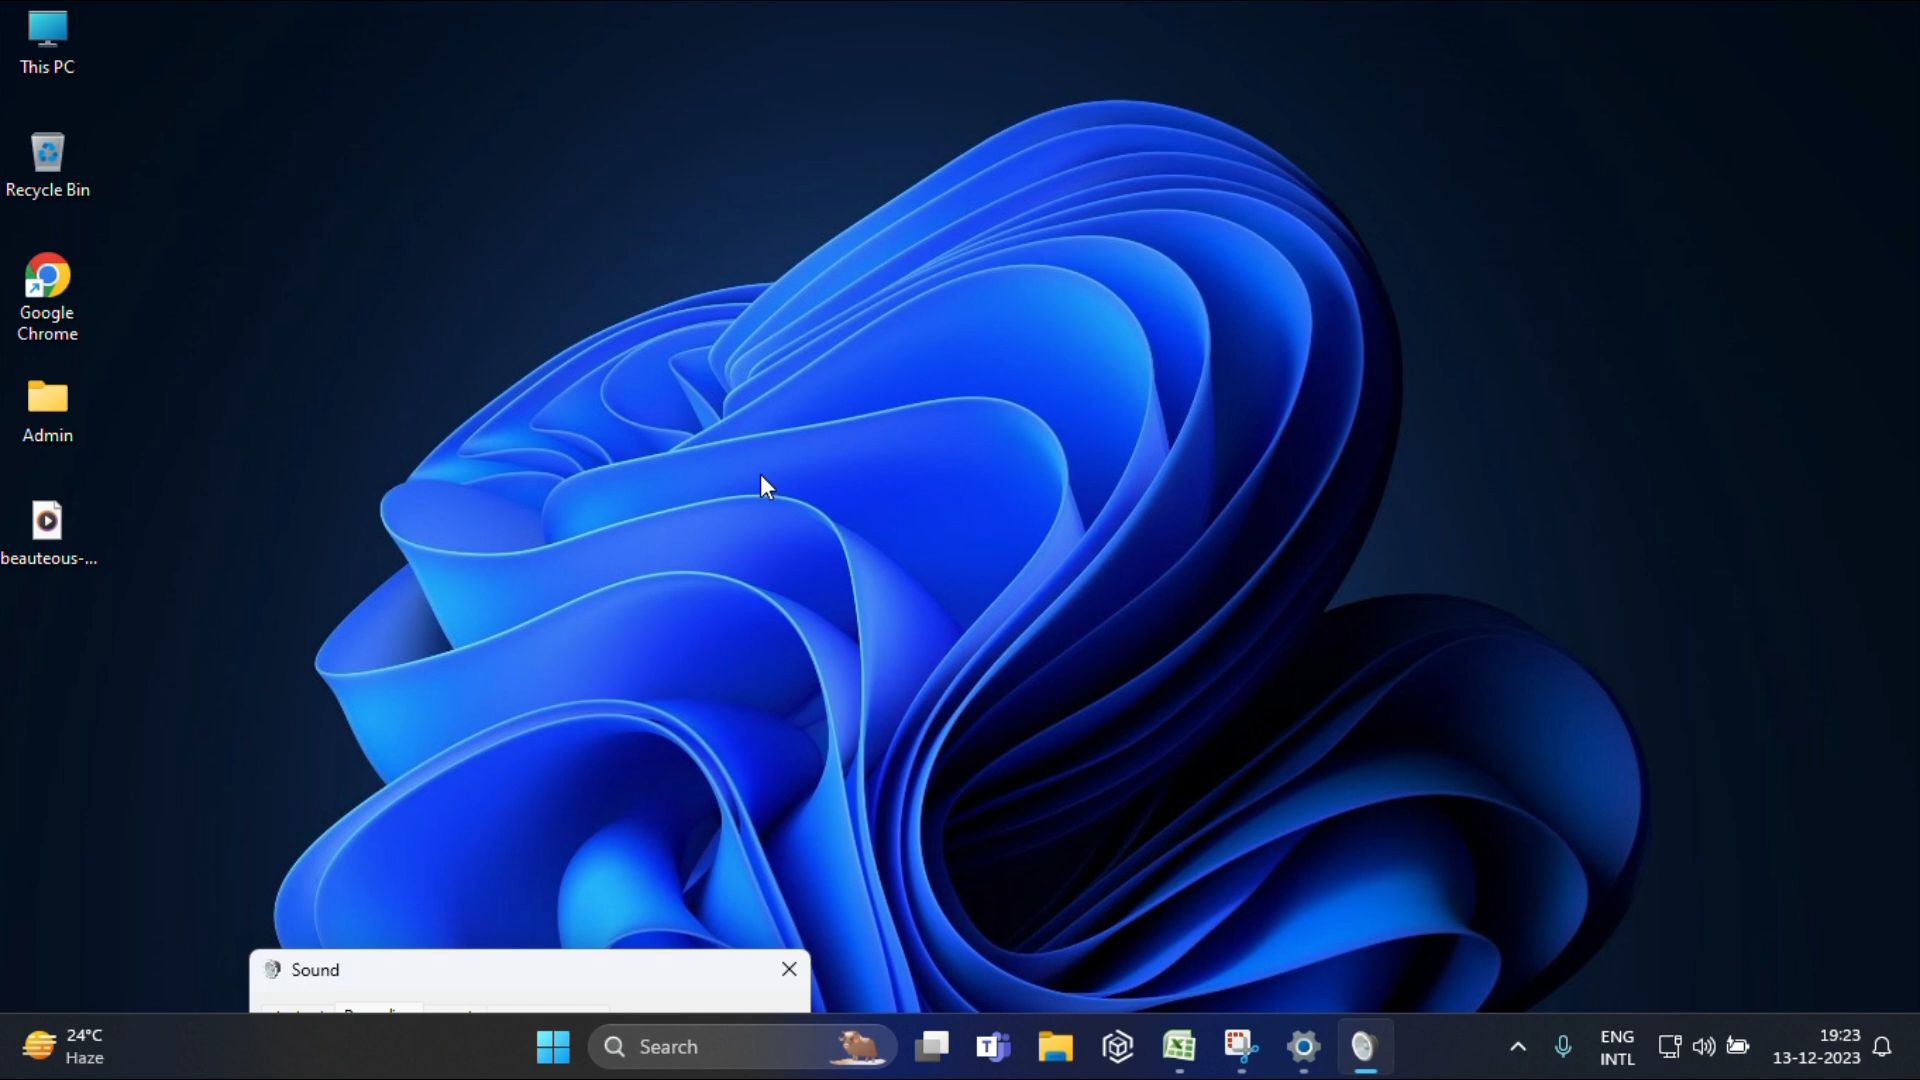 This PC
Recycle Bin
Google
Chrome
Admin
beauteous-...
Sound
24°C
Haze
Search
ENG
INTL
19:23
13-12-2023